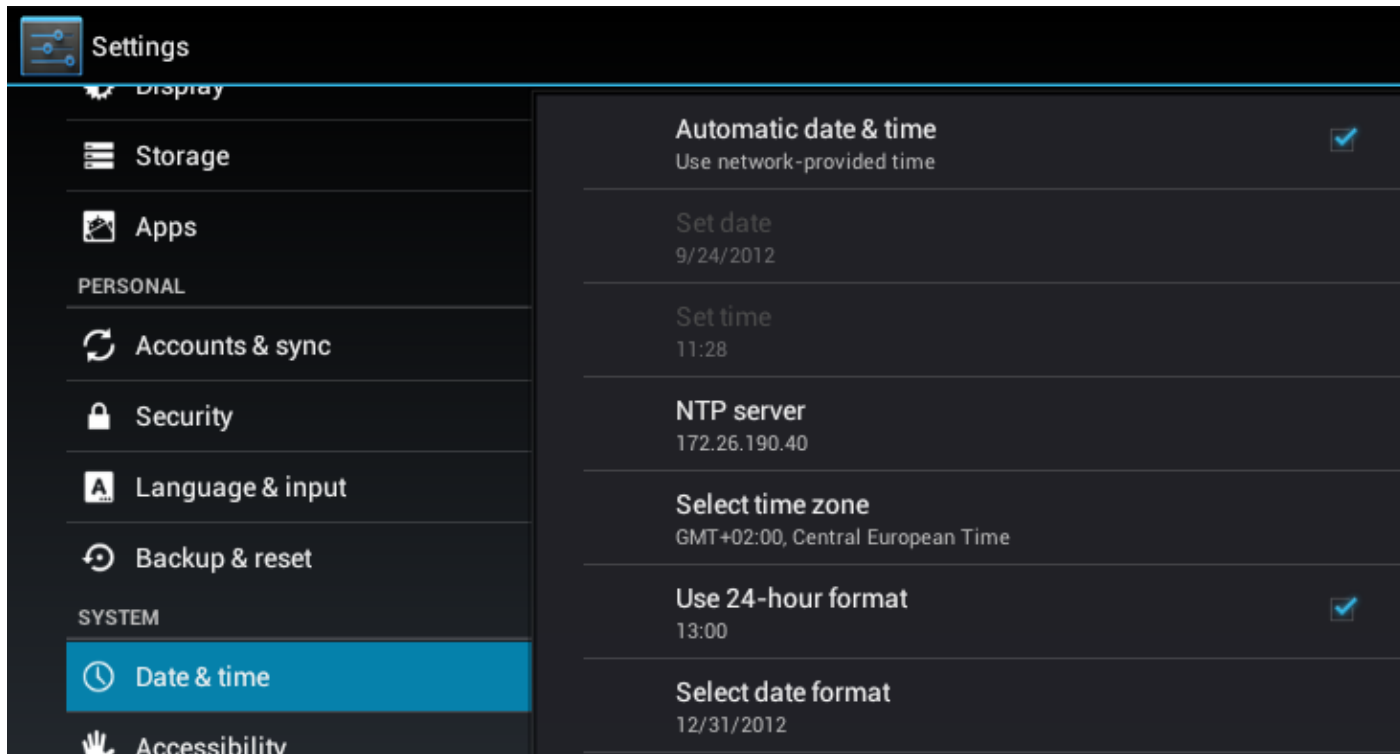 Settings
Display
Storage
Apps
PERSONAL
Accounts & sync
Security
Language & input
Backup & reset
SYSTEM
Date & time
Accessibility
Automatic date & time
Use network-provided time
Set date
9/24/2012
Set time
11:28
NTP server
172.26.190.40
Select time zone
GMT+02:00, Central European Time
Use 24-hour format
13:00
Select date format
12/31/2012